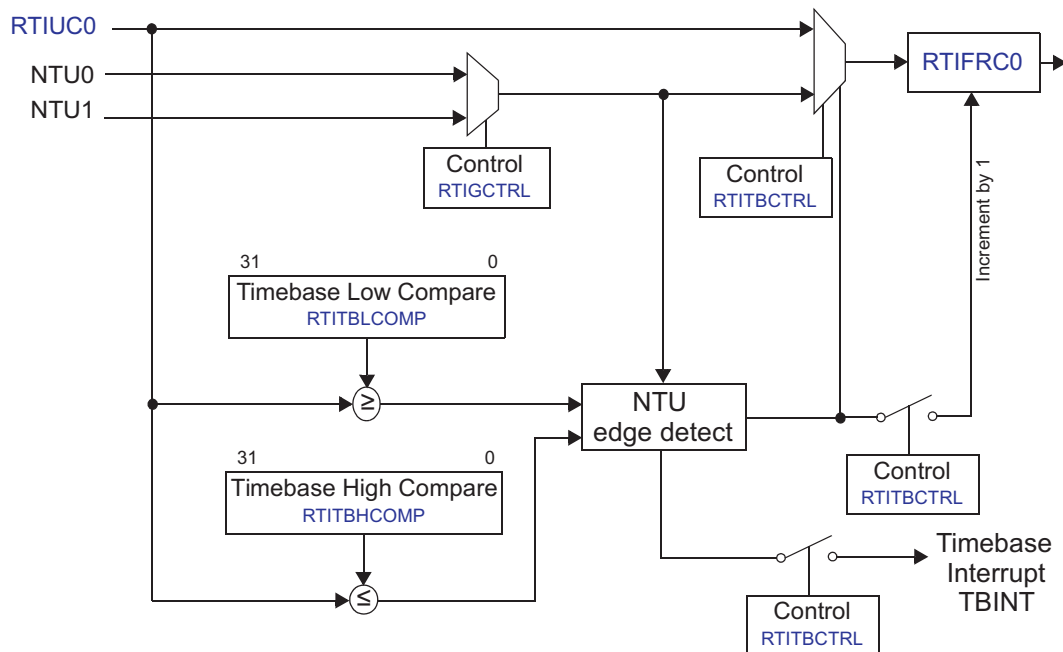 RTIUC0
NTU0
NTU1
RTIFRC0
Control
RTIGCTRL
Control
RTITBCTRL
Increment by 1
31 0
Timebase Low Compare
RTITBLCOMP
≥
NTU
edge detect
31 0
Timebase High Compare
RTITBHCOMP
≤
Control
RTITBCTRL
Timebase
Interrupt
TBINT
Control
RTITBCTRL